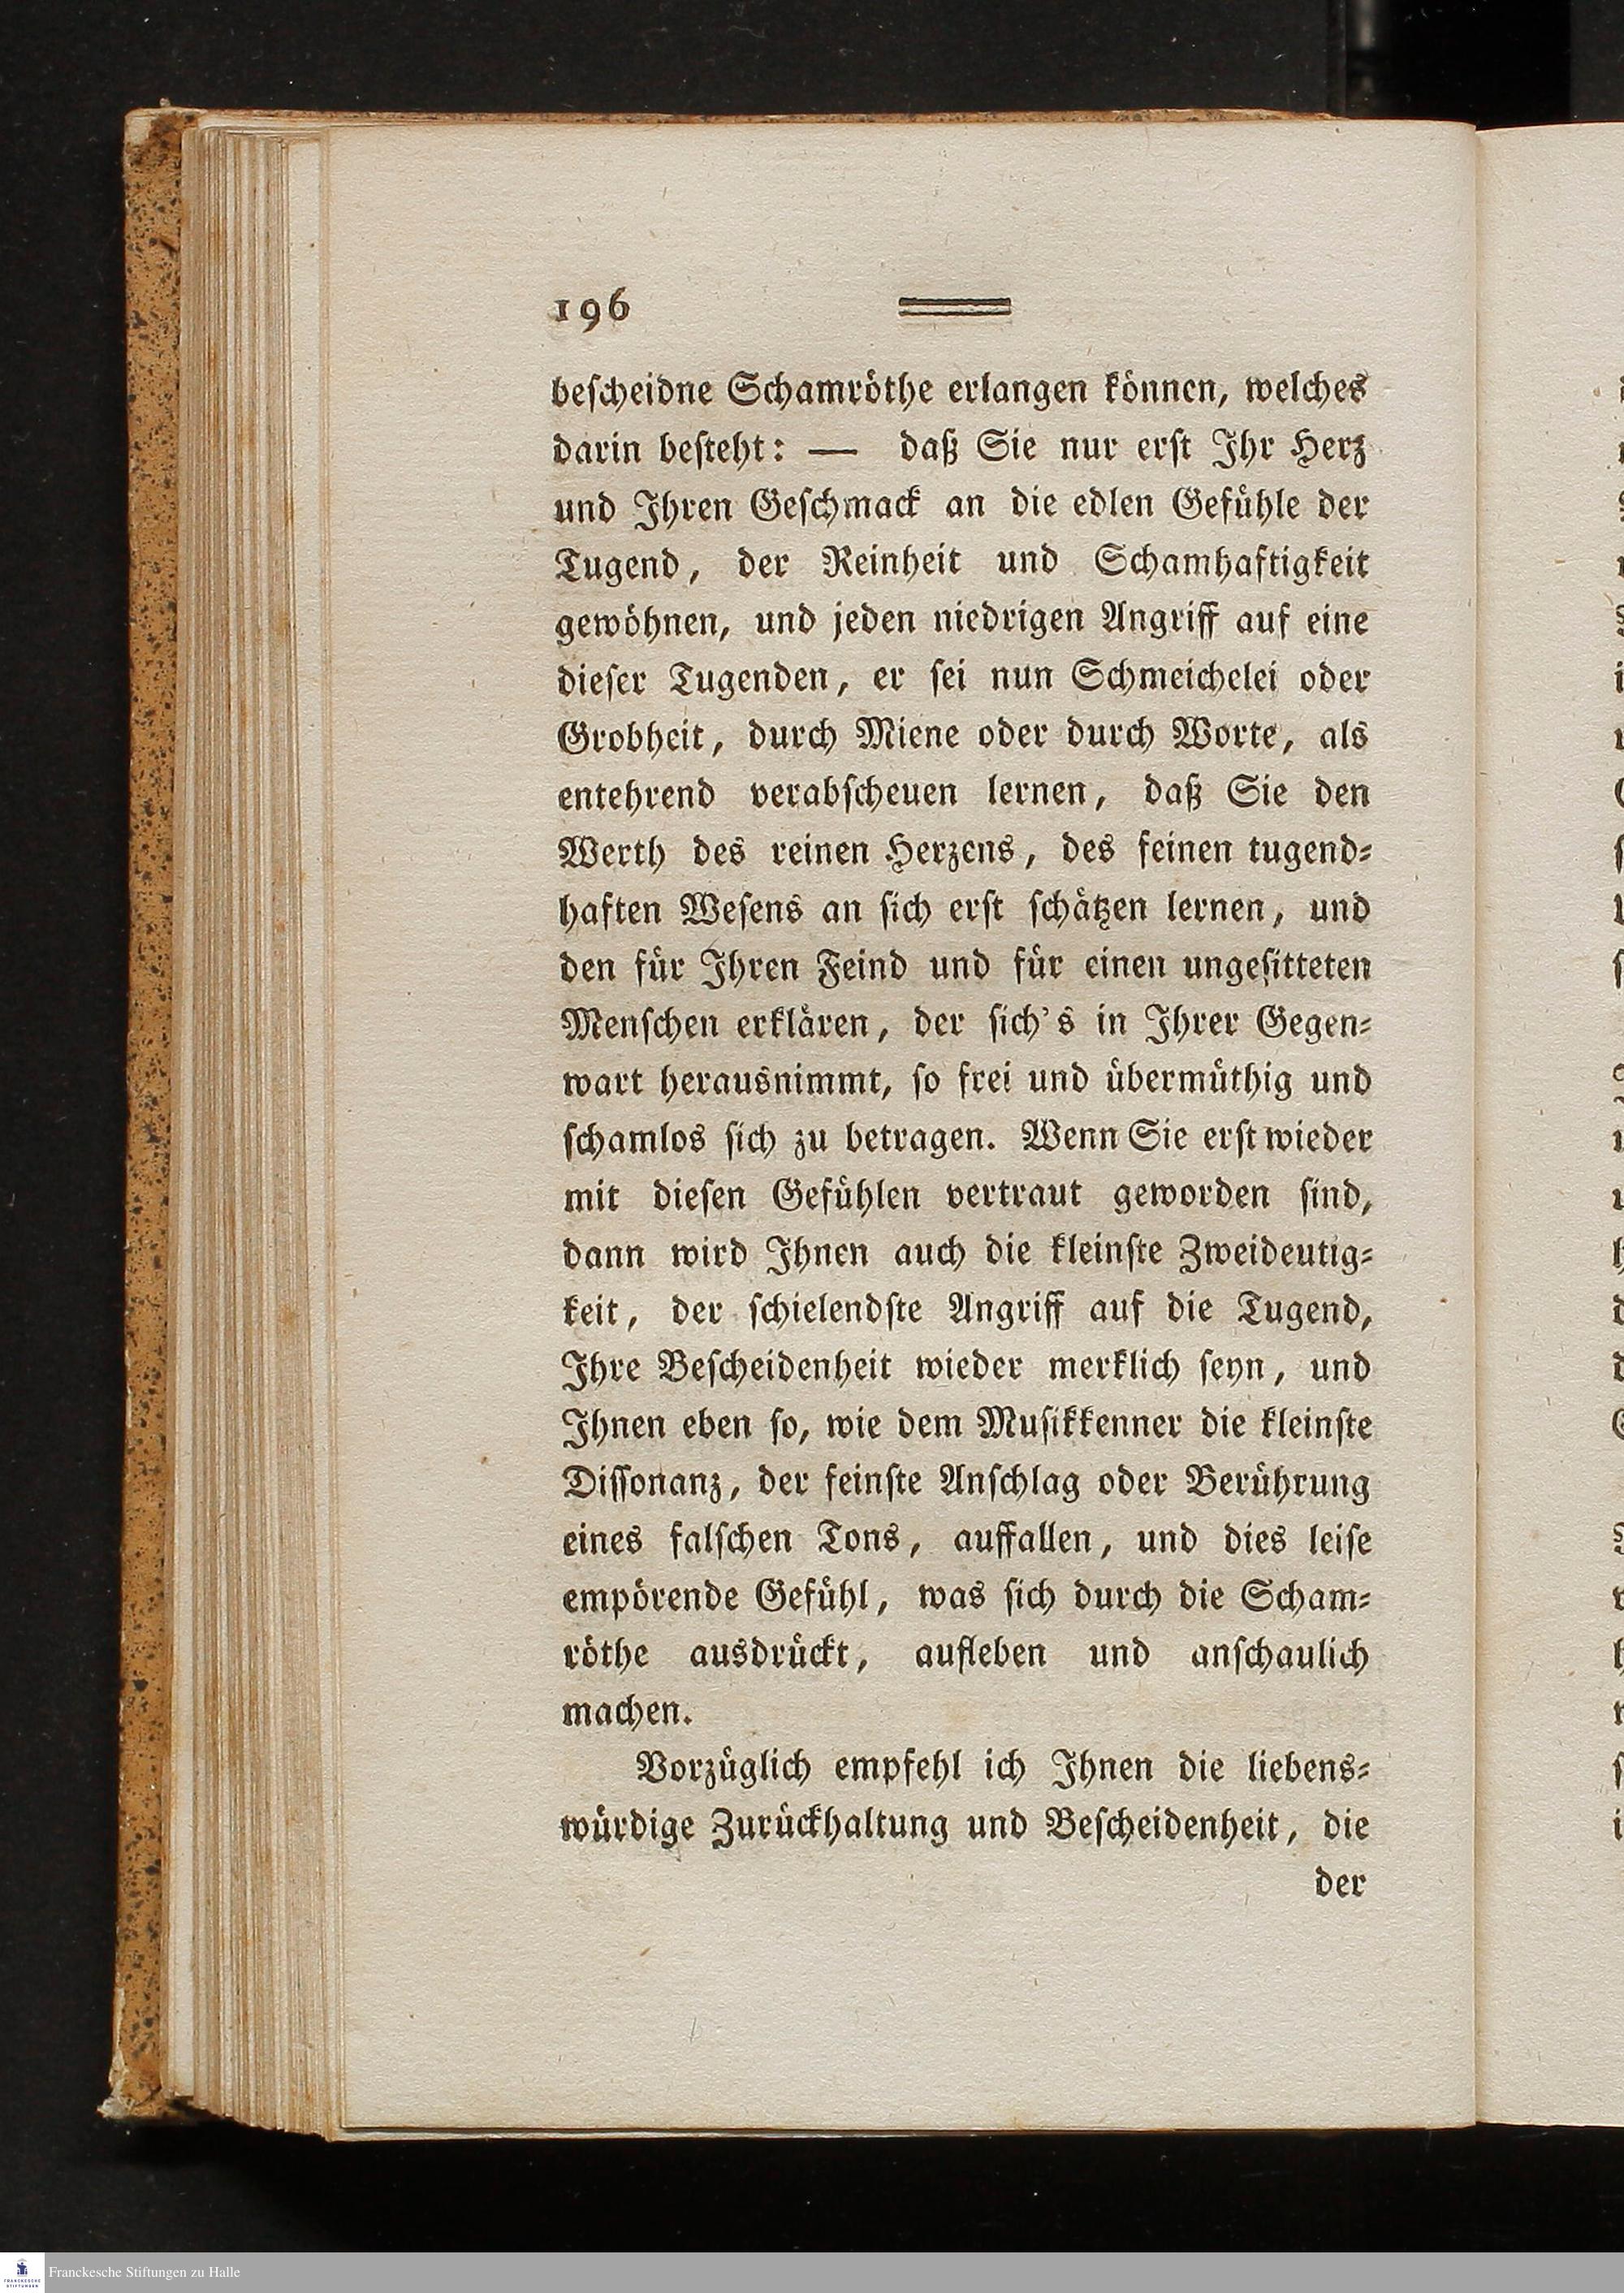 196
beſcheidne Schamröthe erlangen können, welches
darin beſteht: — daß Sie nur erſt Ihr Herz
und Ihren Geſchmack an die edlen Gefühle der
Tugend, der Reinheit und Schamhaftigkeit
gewöhnen, und jeden niedrigen Angriff auf eine
dieſer Tugenden, er ſei nun Schmeichelei oder
Grobheit, durch Miene oder durch Worte, als
entehrend verabſcheuen lernen, daß Sie den
Werth des reinen Herzens, des feinen tugend⸗
haften Weſens an ſich erſt ſchätzen lernen, und
den für Ihren Feind und für einen ungeſitteten
Menſchen erklären, der ſich's in Ihrer Gegen⸗
wart herausnimmt, ſo frei und übermüthig und
ſchamlos ſich zu betragen. Wenn Sie erſt wieder
mit dieſen Gefühlen vertraut geworden ſind,
dann wird Ihnen auch die kleinſte Zweideutig⸗
keit, der ſchielendſte Angriff auf die Tugend,
Ihre Beſcheidenheit wieder merklich ſeyn, und
Ihnen eben ſo, wie dem Muſikkenner die kleinſte
Diſſonanz, der feinſte Anſchlag oder Berührung
eines falſchen Tons, auffallen, und dies leiſe
empörende Gefühl, was ſich durch die Scham⸗
röthe ausdrückt, aufleben und anſchaulich
machen.
Vorzüglich empfehl ich Ihnen die liebens⸗
würdige Zurückhaltung und Beſcheidenheit, die
der
Franckesche Stiftungen zu Halle